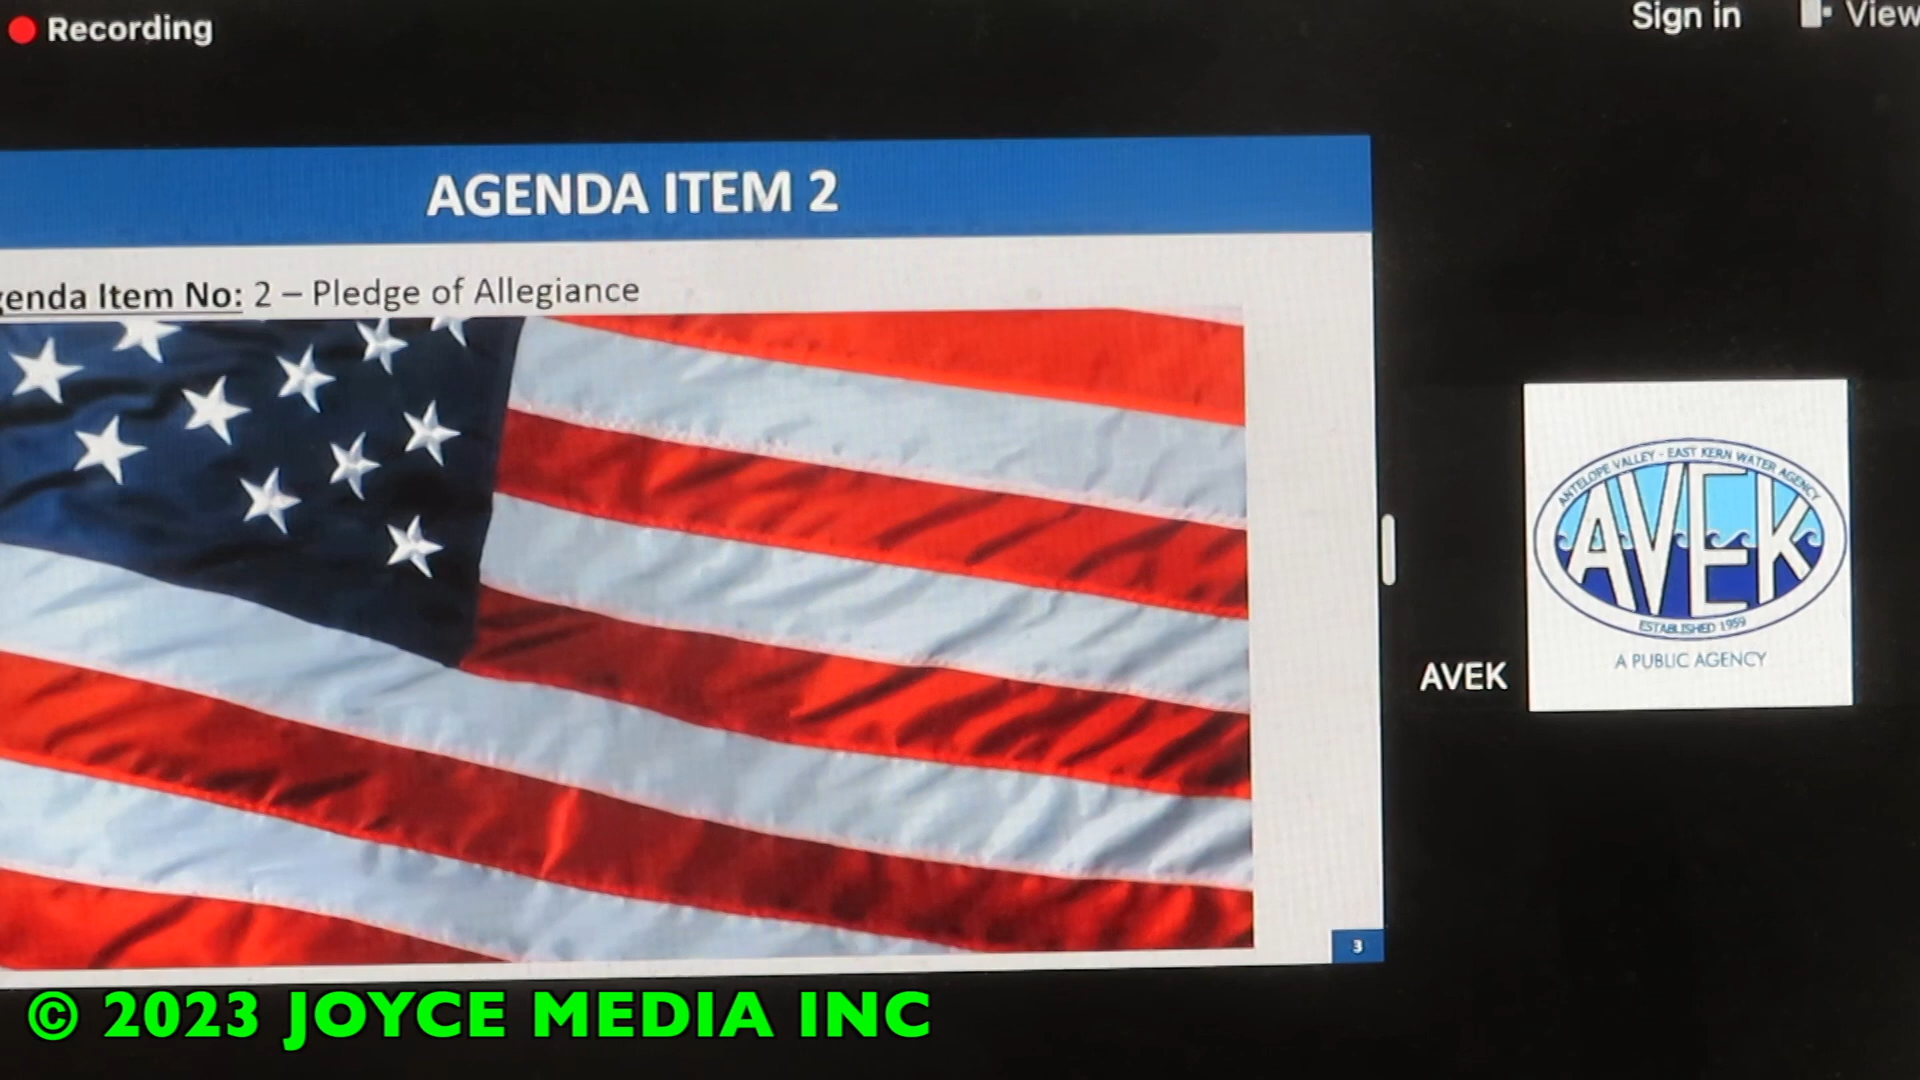 Recording
Sign in
View
AGENDA ITEM 2
genda Item No: 2 – Pledge of Allegiance
ANTELOPE VALLEY - EAST KERN WATER AGENCY
AVEK
ESTABLISHED 1959
A PUBLIC AGENCY
AVEK
3
© 2023 JOYCE MEDIA INC